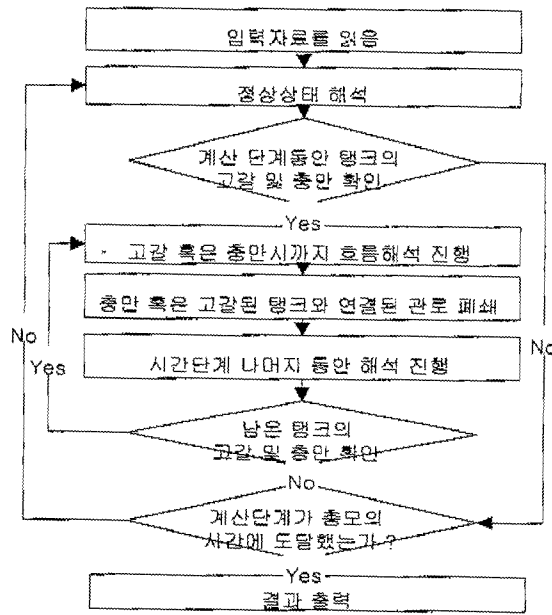 입력자료를 읽음
정상상태 해석
계산 단계동안 탱크의
고갈 및 충만 확인
Yes
고갈 혹은 충만시까지 흐름해석 진행
충만 혹은 고갈된 탱크와 연결된 관로 폐쇄
No
No
Yes
시간단계 나머지 동안 해석 진행
남은 탱크의
고갈 및 충만 확인
No
계산단계가 총모의
시간에 도달했는가 ?
Yes
결과 출력